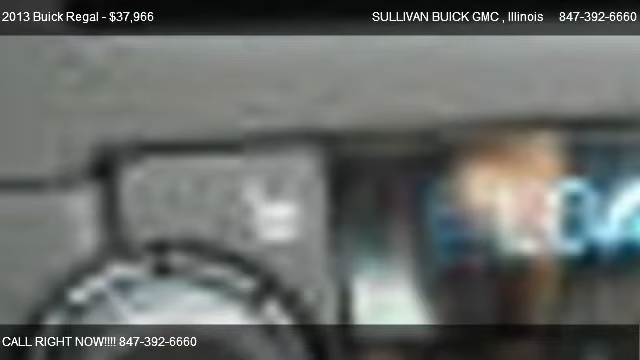 2013 Buick Regal - $37,966
SULLIVAN BUICK GMC , Illinois 847-392-6660
CALL RIGHT NOW!!!! 847-392-6660